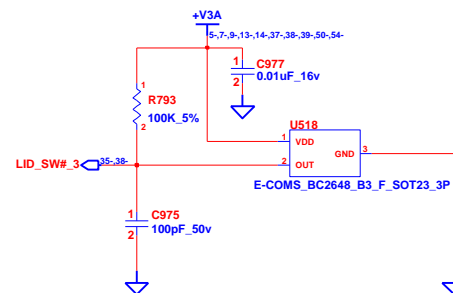 +V3A
5-,7-,9-,13-,14-,37-,38-,39-,50-,54-
1
C977
2
0.01uF_16v
1
R793
100K_5%
2
U518
1
VDD
GND
3
LID_SW#_3
35-,38-
2
OUT
E-COMS_BC2648_B3_F_SOT23_3P
1
C975
2
100pF_50v